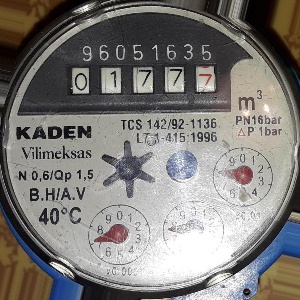 96051635
01777
m³
KADEN
TCS 142/92-1136
PN16bar
Vilimeksas
LT 1-415:1996
△P 1bar
N 0,6/Qp 1,5
B.H/A.V
40°C